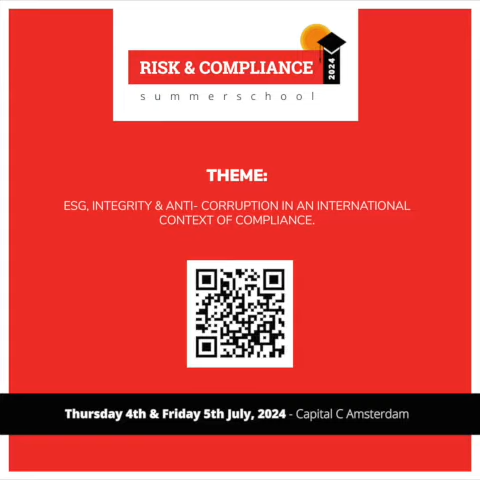 RISK & COMPLIANCE
2024
summerschool
THEME:
ESG, INTEGRITY & ANTI- CORRUPTION IN AN INTERNATIONAL
CONTEXT OF COMPLIANCE.
Thursday 4th & Friday 5th July, 2024 - Capital C Amsterdam